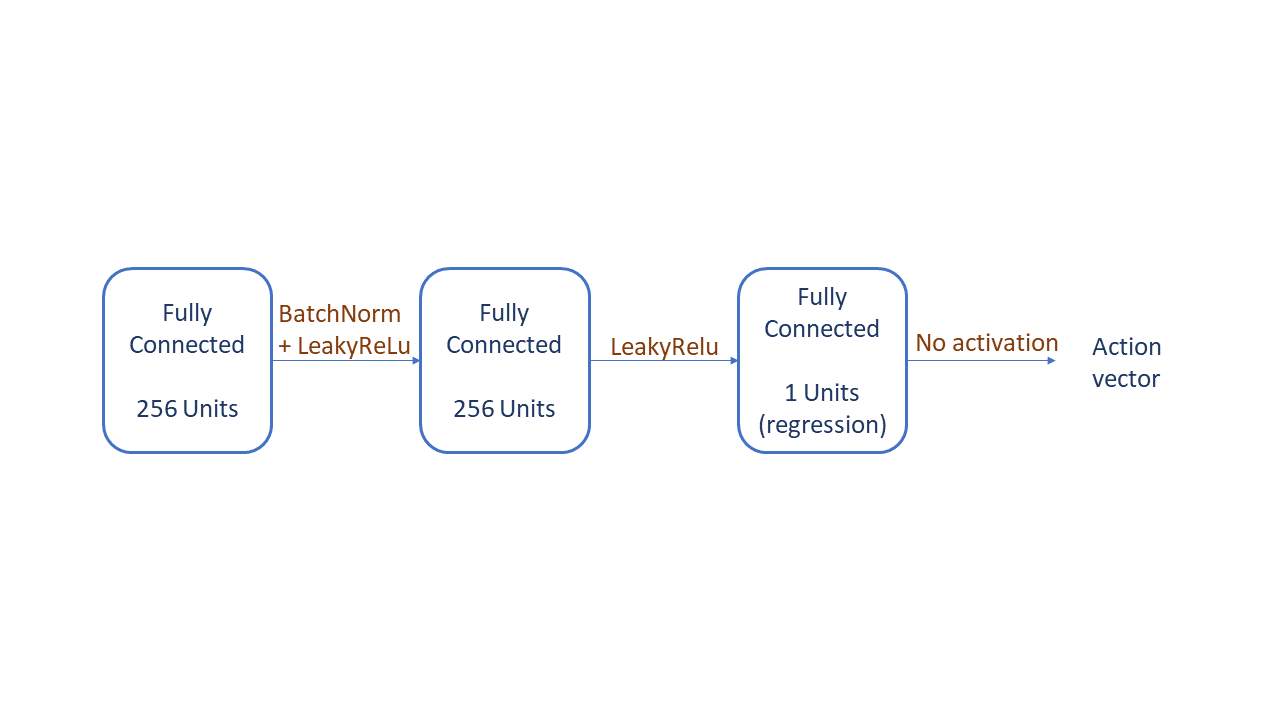 Fully
Connected
256 Units
BatchNorm
+ LeakyReLu
Fully
Connected
256 Units
LeakyRelu
Fully
Connected
1 Units
(regression)
No activation
Action
vector